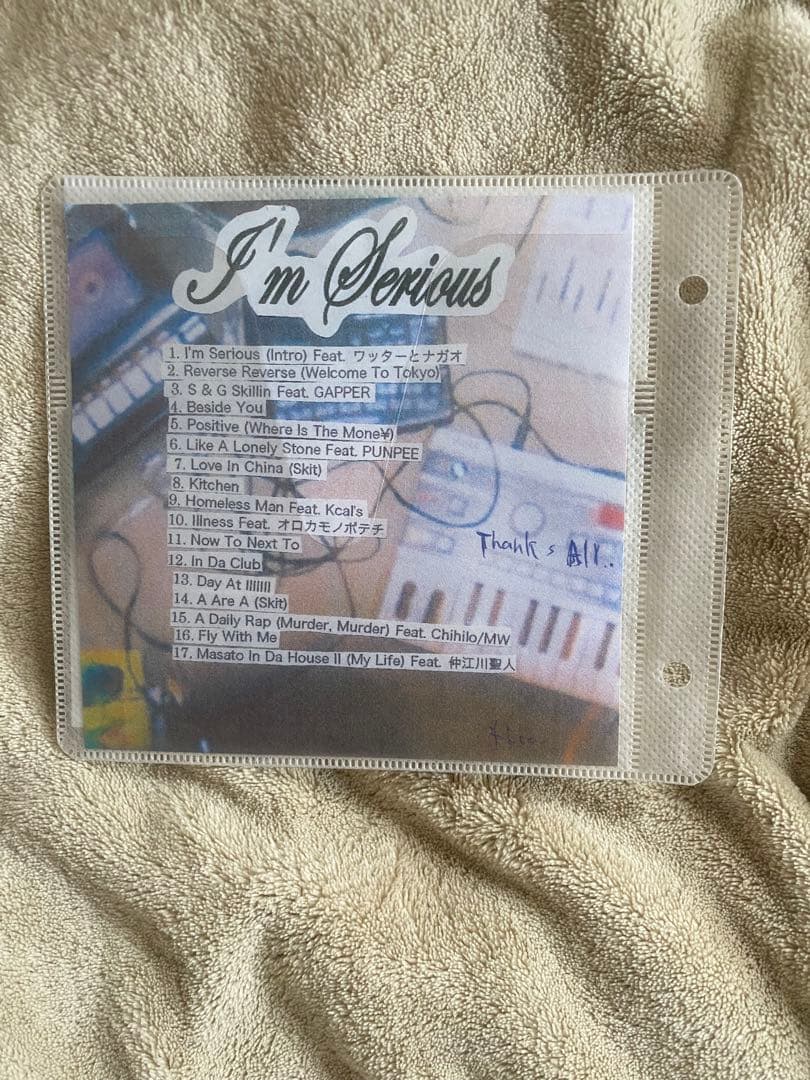 I'm Serious
1. I'm Serious (Intro) Feat. ワッターとナガオ
2. Reverse Reverse (Welcome To Tokyo)
3. S & G Skillin Feat. GAPPER
4. Beside You
5. Positive (Where Is The Mone¥)
6. Like A Lonely Stone Feat. PUNPEE
7. Love In China (Skit)
8. Kitchen
9. Homeless Man Feat. Kcal's
10. Illness Feat. オロカモノポテチ
11. Now To Next To
12. In Da Club
13. Day At IIIIIII
14. A Are A (Skit)
15. A Daily Rap (Murder, Murder) Feat. Chihilo/MW
16. Fly With Me
17. Masato In Da House II (My Life) Feat. 仲江川聖人
Thanks All..